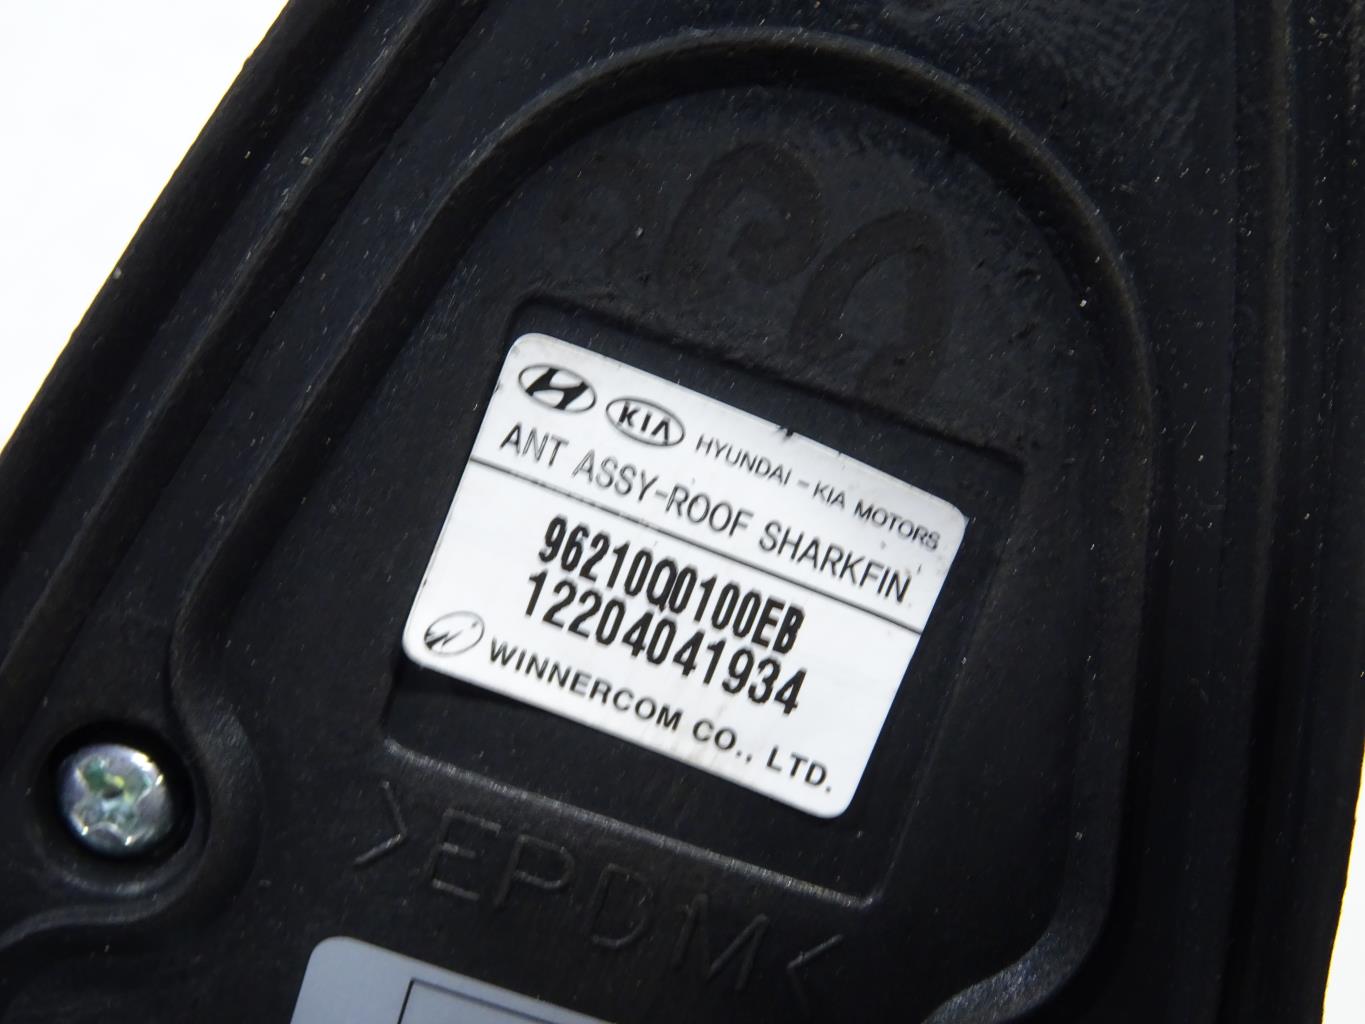 KIA HYUNDAI - KIA MOTORS
ANT ASSY-ROOF SHARKFIN
96210Q0100EB
12204041934
WINNERCOM CO., LTD.
>EPDM<